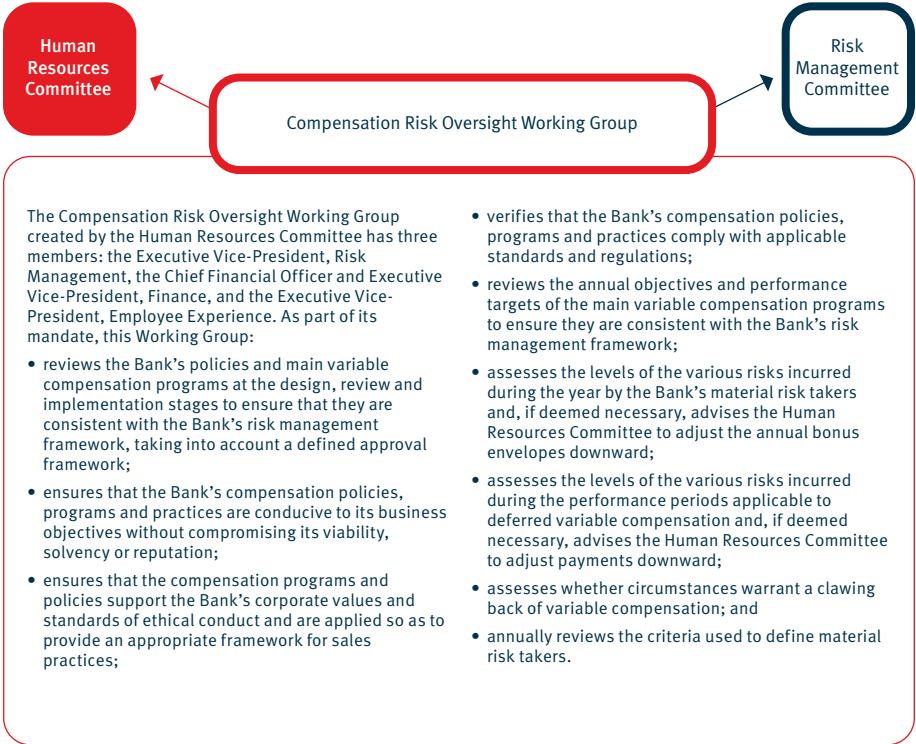 Human
Resources
Committee
Risk
Management
Committee
Compensation Risk Oversight Working Group
The Compensation Risk Oversight Working Group
created by the Human Resources Committee has three
members: the Executive Vice-President, Risk
Management, the Chief Financial Officer and Executive
Vice-President, Finance, and the Executive Vice-
President, Employee Experience. As part of its
mandate, this Working Group:
• reviews the Bank’s policies and main variable
compensation programs at the design, review and
implementation stages to ensure that they are
consistent with the Bank’s risk management
framework, taking into account a defined approval
framework;
• ensures that the Bank’s compensation policies,
programs and practices are conducive to its business
objectives without compromising its viability,
solvency or reputation;
• ensures that the compensation programs and
policies support the Bank’s corporate values and
standards of ethical conduct and are applied so as to
provide an appropriate framework for sales
practices;
• verifies that the Bank’s compensation policies,
programs and practices comply with applicable
standards and regulations;
• reviews the annual objectives and performance
targets of the main variable compensation programs
to ensure they are consistent with the Bank’s risk
management framework;
• assesses the levels of the various risks incurred
during the year by the Bank’s material risk takers
and, if deemed necessary, advises the Human
Resources Committee to adjust the annual bonus
envelopes downward;
• assesses the levels of the various risks incurred
during the performance periods applicable to
deferred variable compensation and, if deemed
necessary, advises the Human Resources Committee
to adjust payments downward;
• assesses whether circumstances warrant a clawing
back of variable compensation; and
• annually reviews the criteria used to define material
risk takers.